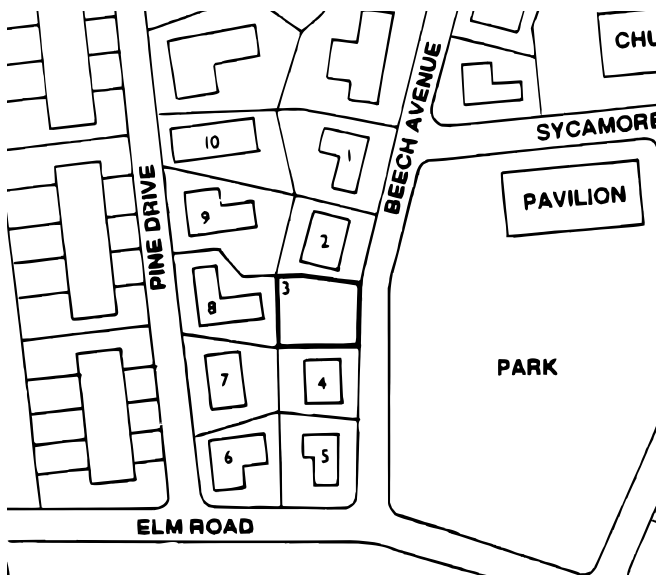 CHU
SYCAMORE
BEECH AVENUE
10
1
PAVILION
PINE DRIVE
9
2
3
8
PARK
7
4
6
5
ELM ROAD